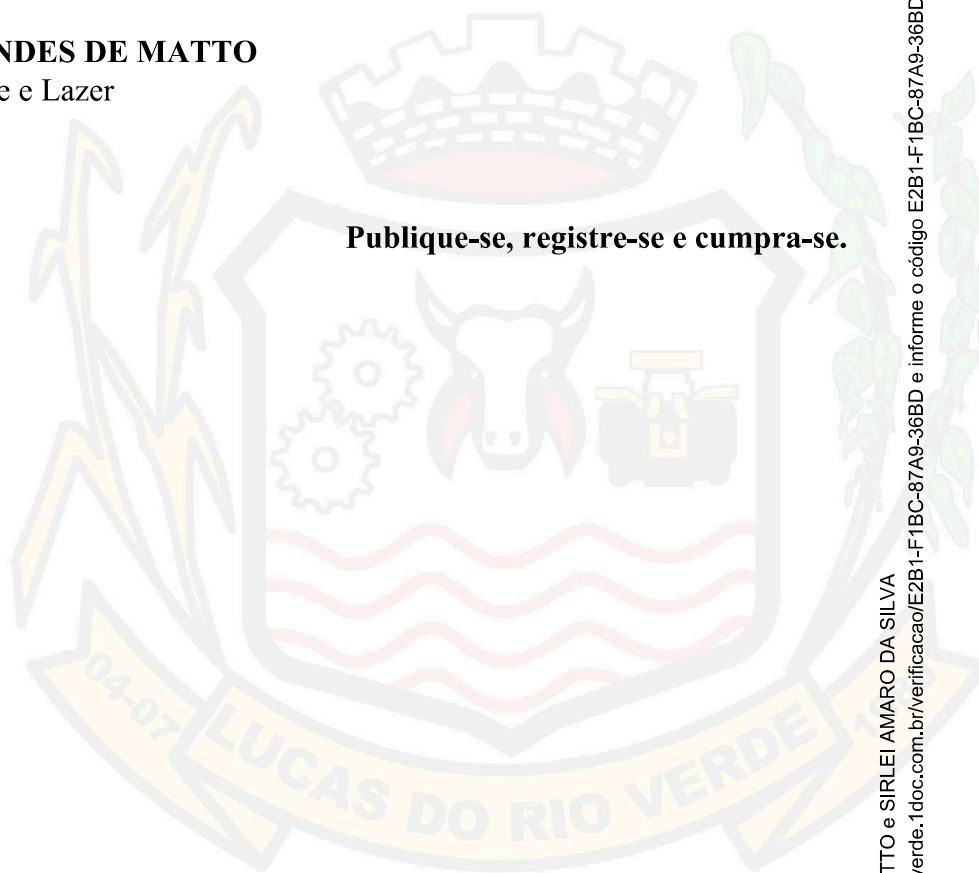 NDES DE MATTO
e e Lazer
Publique-se, registre-se e cumpra-se.
04-07
LUCAS DO RIO VERDE
TTO e SIRLEI AMARO DA SILVA
verde.1doc.com.br/verificacao/E2B1-F1BC-87A9-36BD e informe o código E2B1-F1BC-87A9-36BD